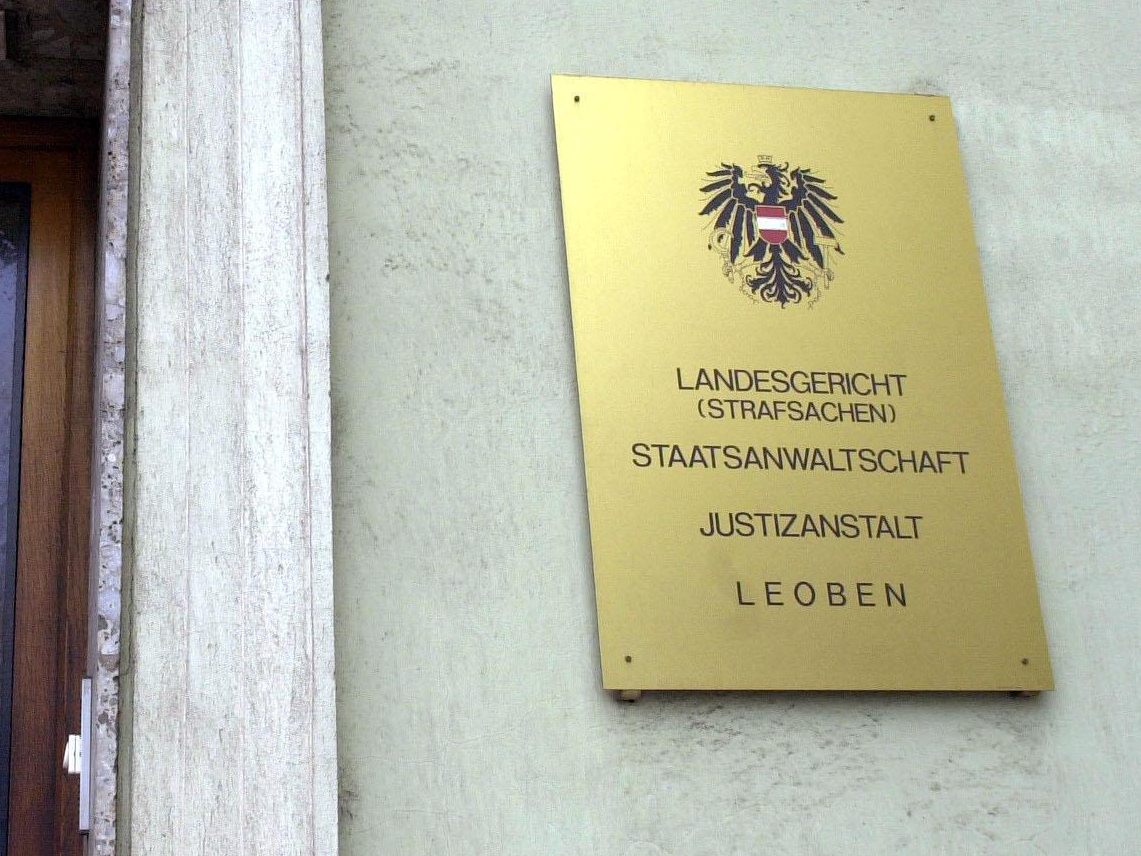 LANDESGERICHT
(STRAFSACHEN)
STAATSANWALTSCHAFT
JUSTIZANSTALT
LEOBEN